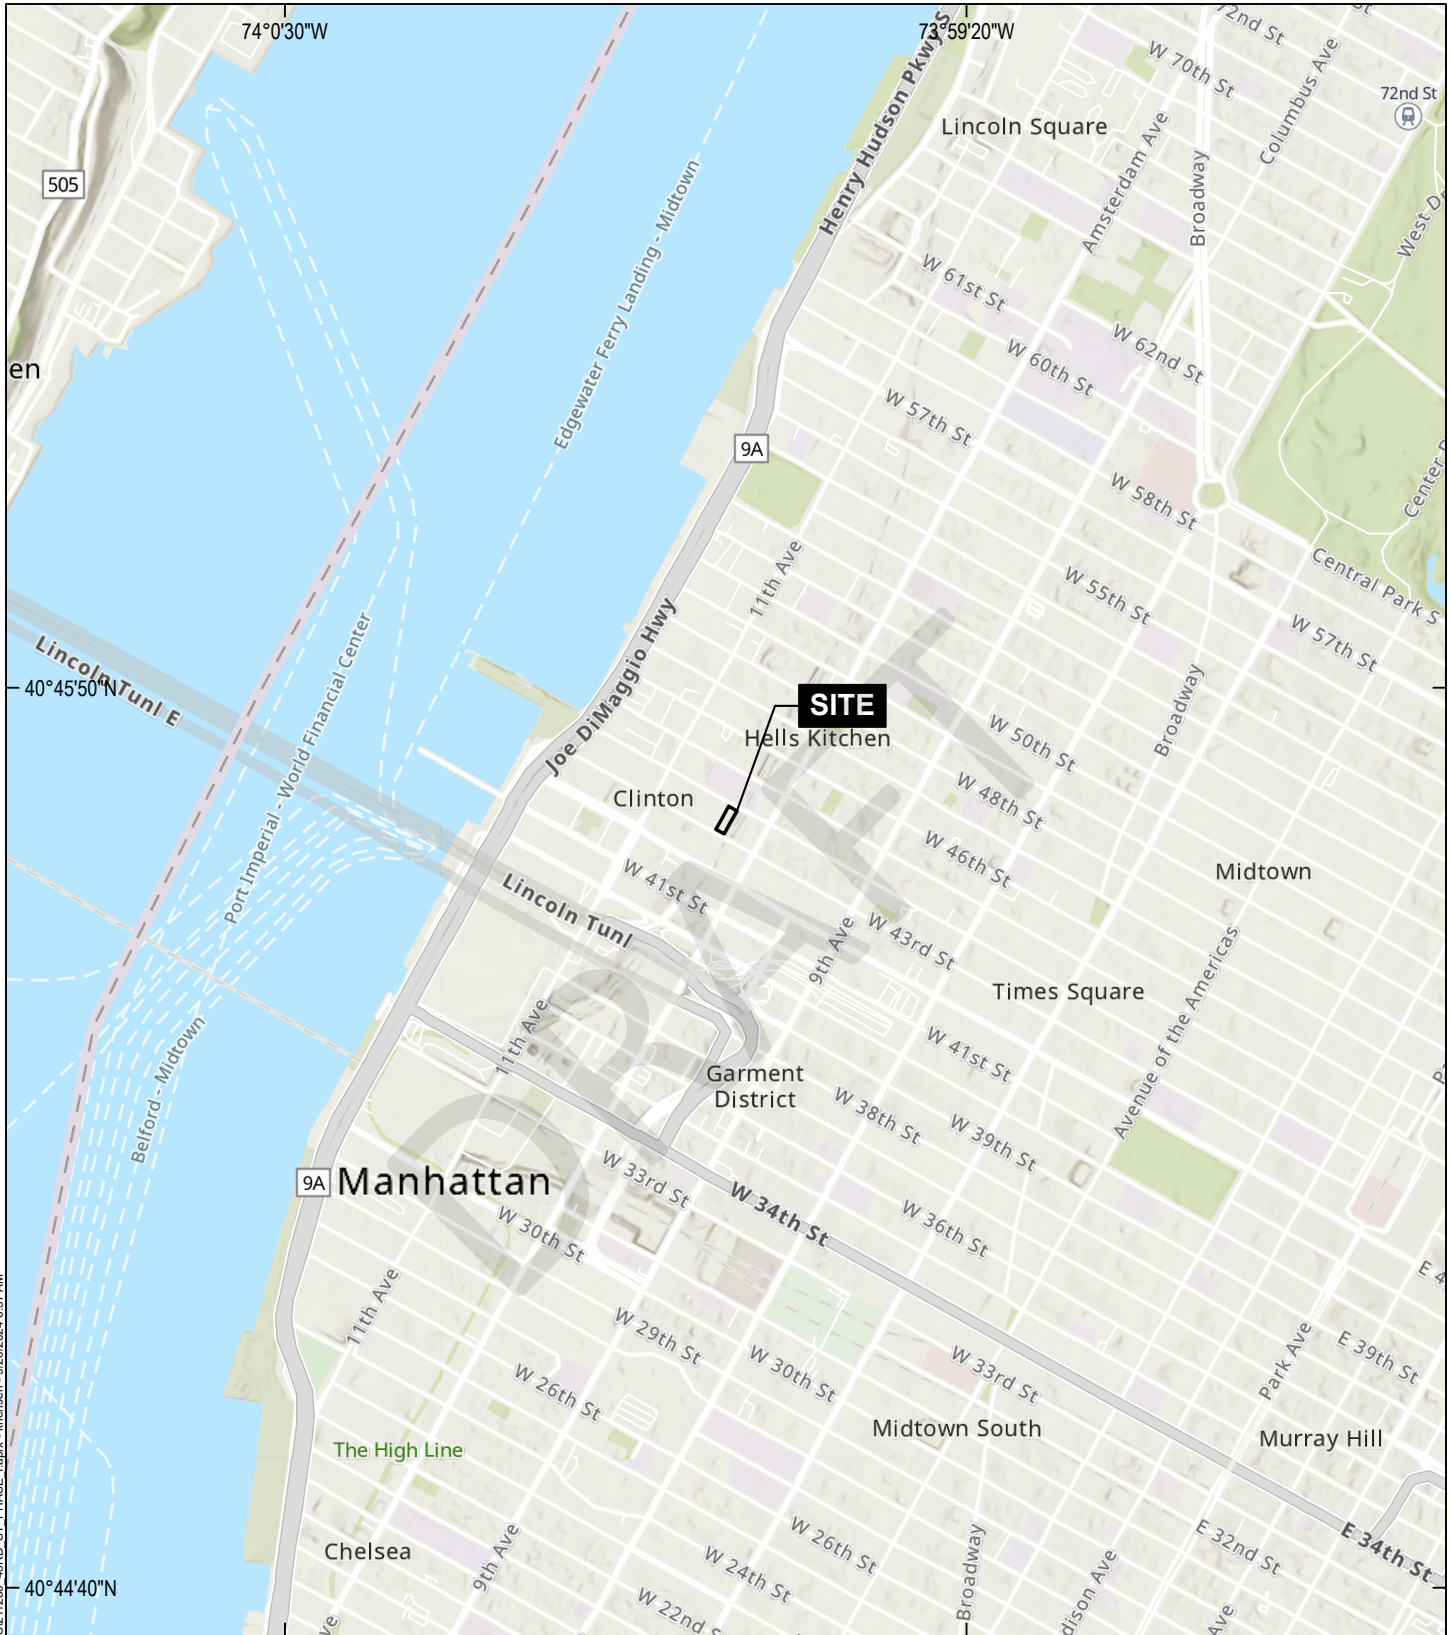 74°0'30"W
73°59'20"W
72nd St
W 70th St
Columbus Ave
72nd St
Henry Hudson Pkwy S
Lincoln Square
Amsterdam Ave
Broadway
505
Edgewater Ferry Landing - Midtown
W 61st St
W 62nd St
W 60th St
en
W 57th St
9A
W 58th St
11th Ave
W 55th St
Central Park S
W 57th St
Joe DiMaggio Hwy
Lincoln Tunl E
40°45'50"N
Port Imperial - World Financial Center
SITE
Hells Kitchen
Broadway
W 50th St
Clinton
W 48th St
W 46th St
Midtown
W 41st St
Lincoln Tunl
9th Ave
W 43rd St
Times Square
Avenue of the Americas
11th Ave
W 41st St
Belford - Midtown
Garment
District
W 38th St
W 39th St
DRAFT
9A
Manhattan
W 33rd St
W 34th St
W 36th St
W 30th St
11th Ave
W 29th St
W 30th St
W 33rd St
Park Ave
E 39th St
W 26th St
Midtown South
Murray Hill
The High Line
Chelsea
9th Ave
W 26th St
W 24th St
Broadway
E 32nd St
E 34th St
40°44'40"N
W 22nd S